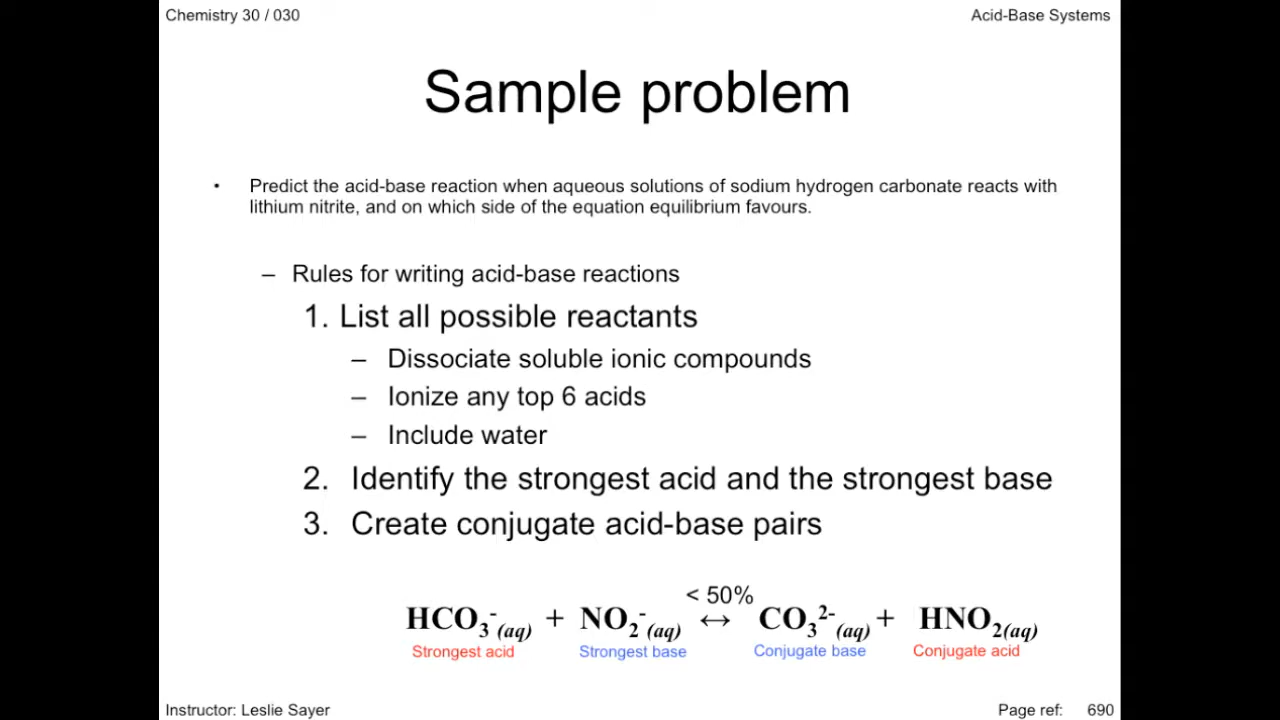 Chemistry 30 / 030
Acid-Base Systems
Sample problem
• Predict the acid-base reaction when aqueous solutions of sodium hydrogen carbonate reacts with
lithium nitrite, and on which side of the equation equilibrium favours.
– Rules for writing acid-base reactions
1. List all possible reactants
– Dissociate soluble ionic compounds
– Ionize any top 6 acids
– Include water
2. Identify the strongest acid and the strongest base
3. Create conjugate acid-base pairs
< 50%
HCO₃⁻(aq) + NO₂⁻(aq) ↔ CO₃²⁻(aq) + HNO₂(aq)
Strongest acid Strongest base Conjugate base Conjugate acid
Instructor: Leslie Sayer
Page ref: 690